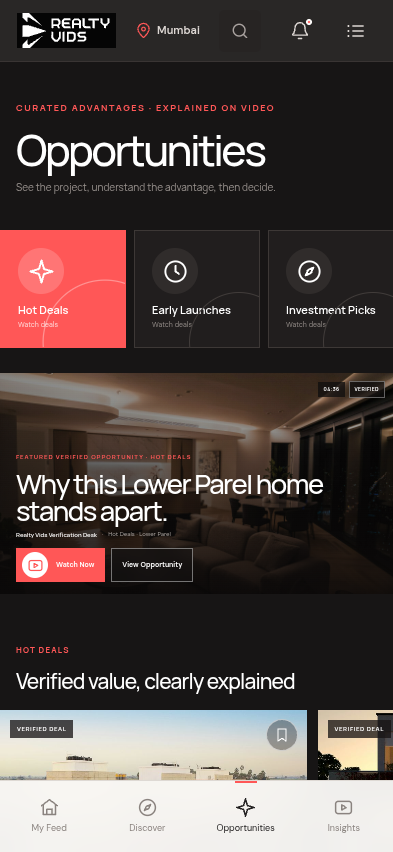 REALTY
VIDS
Mumbai
CURATED ADVANTAGES · EXPLAINED ON VIDEO
Opportunities
See the project, understand the advantage, then decide.
Hot Deals
Watch deals
Early Launches
Watch deals
Investment Picks
Watch deals
04:36
VERIFIED
FEATURED VERIFIED OPPORTUNITY · HOT DEALS
Why this Lower Parel home
stands apart.
Realty Vids Verification Desk · Hot Deals · Lower Parel
Watch Now
View Opportunity
HOT DEALS
Verified value, clearly explained
VERIFIED DEAL
VERIFIED DEAL
My Feed
Discover
Opportunities
Insights